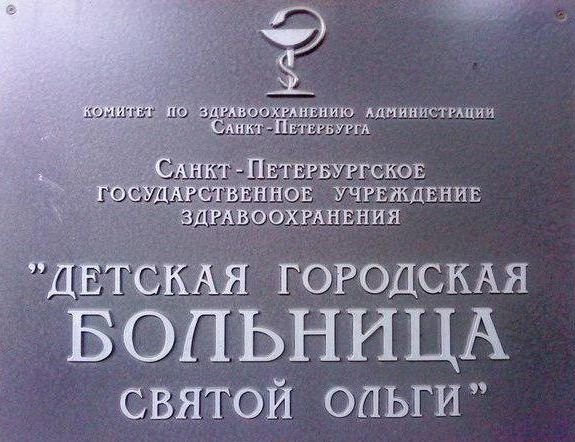 КОМИТЕТ ПО ЗДРАВООХРАНЕНИЮ АДМИНИСТРАЦИИ
САНКТ-ПЕТЕРБУРГА
САНКТ-ПЕТЕРБУРГСКОЕ
ГОСУДАРСТВЕННОЕ УЧРЕЖДЕНИЕ
ЗДРАВООХРАНЕНИЯ
"ДЕТСКАЯ ГОРОДСКАЯ
БОЛЬНИЦА
СВЯТОЙ ОЛЬГИ"